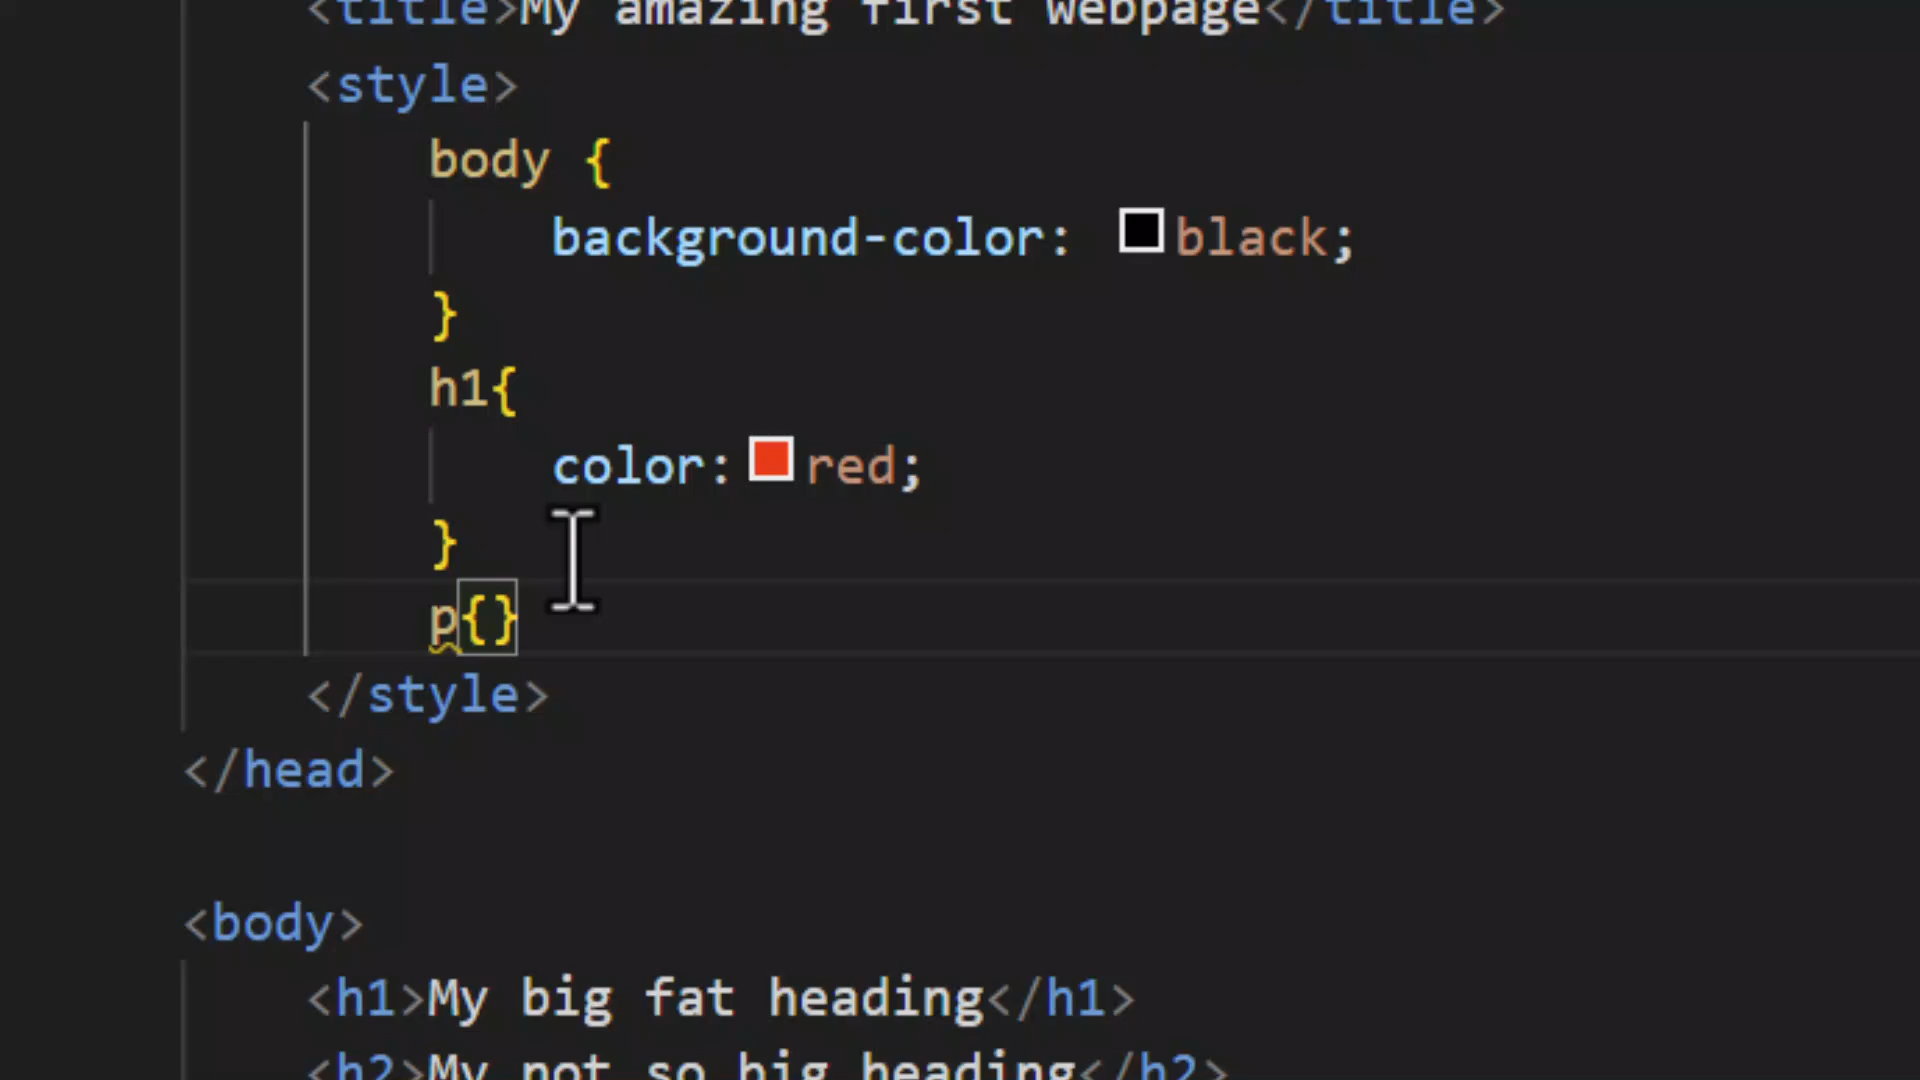 <title>My amazing first webpage</title>
<style>
body {
background-color: black;
}
h1{
color: red;
}
p{}
</style>
</head>
<body>
<h1>My big fat heading</h1>
<h2>My not so big heading</h2>